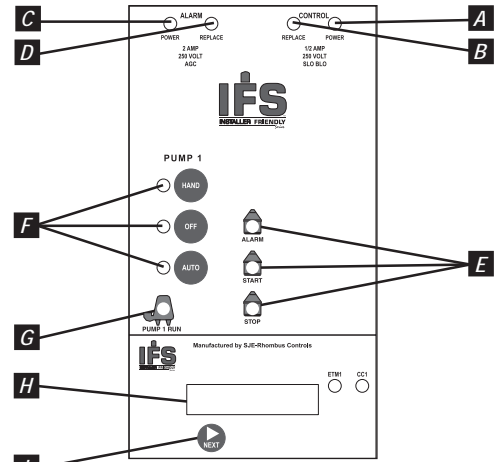 C
ALARM
CONTROL
A
D
POWER
REPLACE
REPLACE
POWER
B
2 AMP
250 VOLT
AGC
1/2 AMP
250 VOLT
SLO BLO
IFS
INSTALLER FRIENDLY
PUMP 1
HAND
F
OFF
ALARM
AUTO
E
START
G
STOP
PUMP 1 RUN
IFS
Manufactured by SJE-Rhombus Controls
ETM1
CC1
H
NEXT